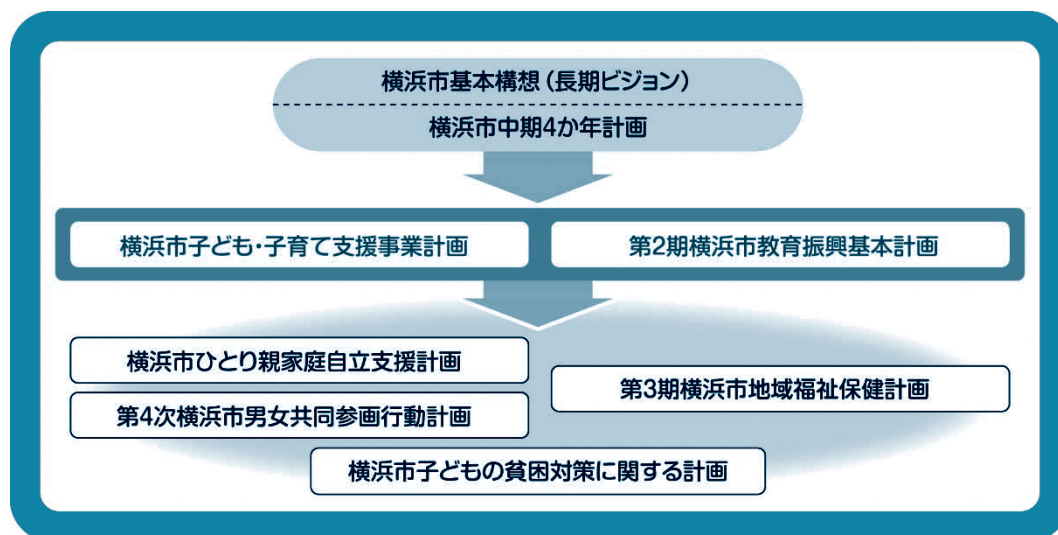 横浜市基本構想（長期ビジョン）
横浜市中期4か年計画
横浜市子ども・子育て支援事業計画
第2期横浜市教育振興基本計画
横浜市ひとり親家庭自立支援計画
第3期横浜市地域福祉保健計画
第4次横浜市男女共同参画行動計画
横浜市子どもの貧困対策に関する計画